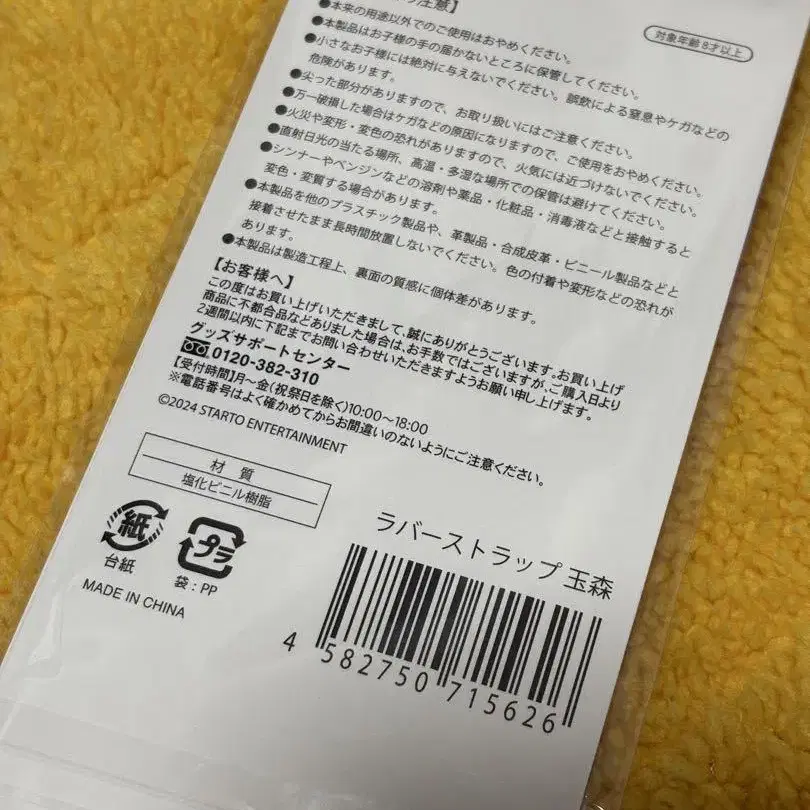 注意】
●本来の用途以外でのご使用はおやめください。
対象年齢8才以上
●本製品はお子様の手の届かないところに保管してください。
●小さなお子様には絶対に与えないでください。誤飲による窒息やケガなどの
危険があります。
●尖った部分がありますので、お取り扱いにはご注意ください。
●万一破損した場合はケガなどの原因になりますので、ご使用をおやめください。
●火災や変形・変色の恐れがありますので、火気には近づけないでください。
●直射日光の当たる場所、高温・多湿な場所での保管は避けてください。
●シンナーやベンジンなどの溶剤や薬品・化粧品・消毒液などと接触すると
変色・変質する場合があります。
●本製品を他のプラスチック製品や、革製品・合成皮革・ビニール製品などと
接着させたまま長時間放置しないでください。色の付着や変形などの恐れが
あります。
●本製品は製造工程上、裏面の質感に個体差があります。
【お客様へ】
この度はお買い上げいただきまして、誠にありがとうございます。お買い上げ
商品に不都合品などありました場合は、お手数ではございますが、ご購入日より
2週間以内に下記までお問い合わせいただきますようお願い申し上げます。
グッズサポートセンター
0120-382-310
【受付時間】月〜金(祝祭日を除く)10:00〜18:00
※電話番号はよく確かめてからお間違いのないようにご注意ください。
©2024 STARTO ENTERTAINMENT
材 質
塩化ビニル樹脂
紙
台紙
プラ
袋:PP
MADE IN CHINA
ラバーストラップ 玉森
4 582750 715626